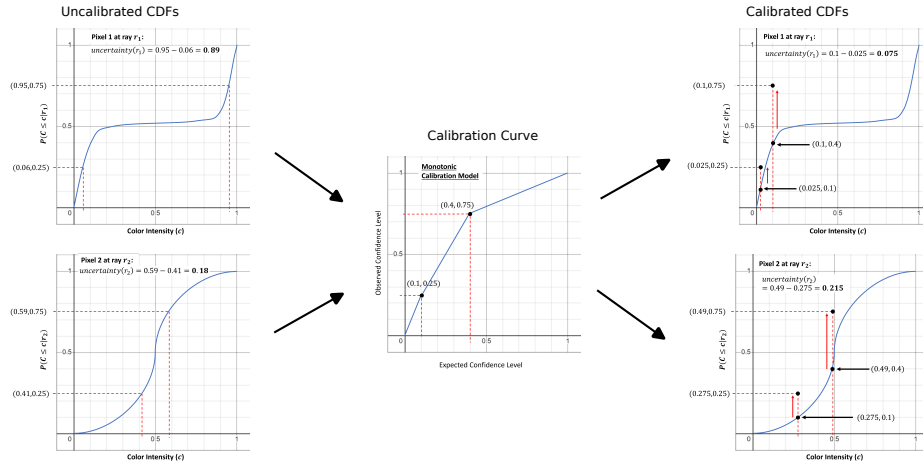 Uncalibrated CDFs
Calibrated CDFs
Pixel 1 at ray r₁:
uncertainty(r₁) = 0.95 − 0.06 = 0.89
1
(0.95,0.75)
0.5
(0.06,0.25)
P(C ≤ c|r₁)
0
0.5
1
Color Intensity (c)
Pixel 2 at ray r₂:
uncertainty(r₂) = 0.59 − 0.41 = 0.18
1
(0.59,0.75)
0.5
(0.41,0.25)
P(C ≤ c|r₂)
0
0.5
1
Color Intensity (c)
Calibration Curve
Monotonic
Calibration Model
1
(0.4,0.75)
0.5
(0.1,0.25)
Observed Confidence Level
0
0.5
1
Expected Confidence Level
Pixel 1 at ray r₁:
uncertainty(r₁) = 0.1 − 0.025 = 0.075
1
(0.1,0.75)
0.5
(0.1,0.4)
(0.025,0.25)
(0.025,0.1)
P(C ≤ c|r₁)
0
0.5
1
Color Intensity (c)
Pixel 2 at ray r₂:
uncertainty(r₂)
= 0.49 − 0.275 = 0.215
1
(0.49,0.75)
0.5
(0.49,0.4)
(0.275,0.25)
(0.275,0.1)
P(C ≤ c|r₂)
0
0.5
1
Color Intensity (c)